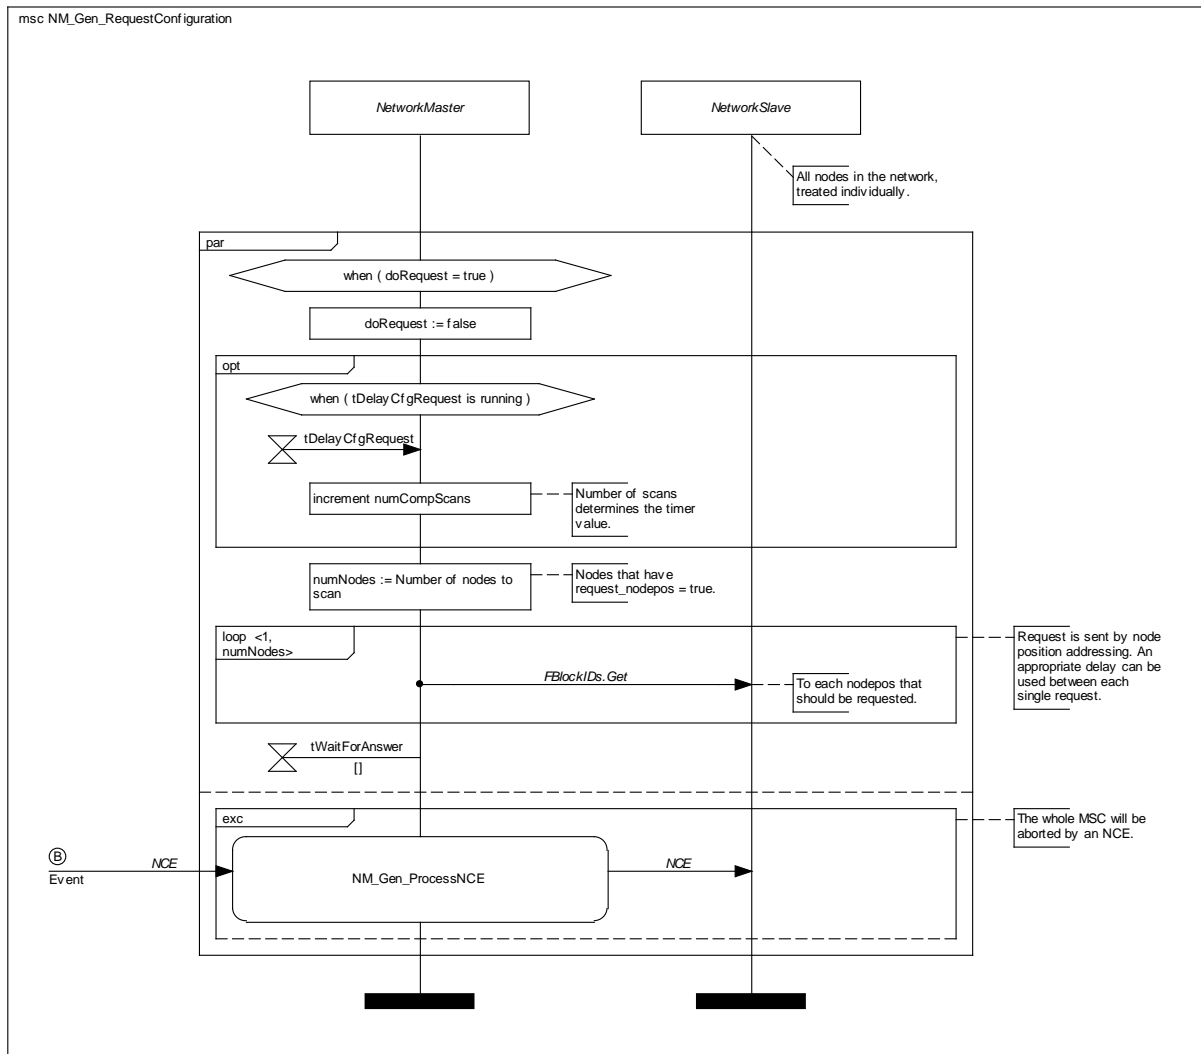 msc NM_Gen_RequestConfiguration
NetworkMaster
NetworkSlave
All nodes in the network,
treated individually.
par
when ( doRequest = true )
doRequest := false
opt
when ( tDelayCfgRequest is running )
tDelayCfgRequest
increment numCompScans
Number of scans
determines the timer
value.
numNodes := Number of nodes to
scan
Nodes that have
request_nodepos = true.
loop <1,
numNodes>
Request is sent by node
position addressing. An
appropriate delay can be
used between each
single request.
FBlockIDs.Get
To each nodepos that
should be requested.
tWaitForAnswer
[]
exc
The whole MSC will be
aborted by an NCE.
B
Event
NCE
NM_Gen_ProcessNCE
NCE